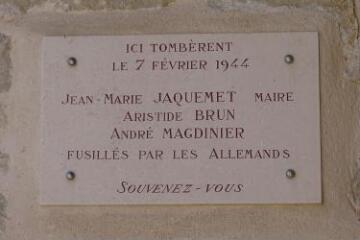 ICI TOMBÈRENT
LE 7 FÉVRIER 1944
JEAN-MARIE JAQUEMET MAIRE
ARISTIDE BRUN
ANDRÉ MAGDINIER
FUSILLÉS PAR LES ALLEMANDS
SOUVENEZ-VOUS